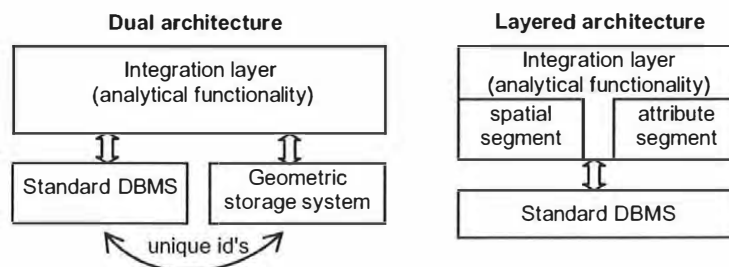 Dual architecture
Integration layer
(analytical functionality)
Standard DBMS
Geometric
storage system
unique id's
Layered architecture
Integration layer
(analytical functionality)
spatial
segment
attribute
segment
Standard DBMS